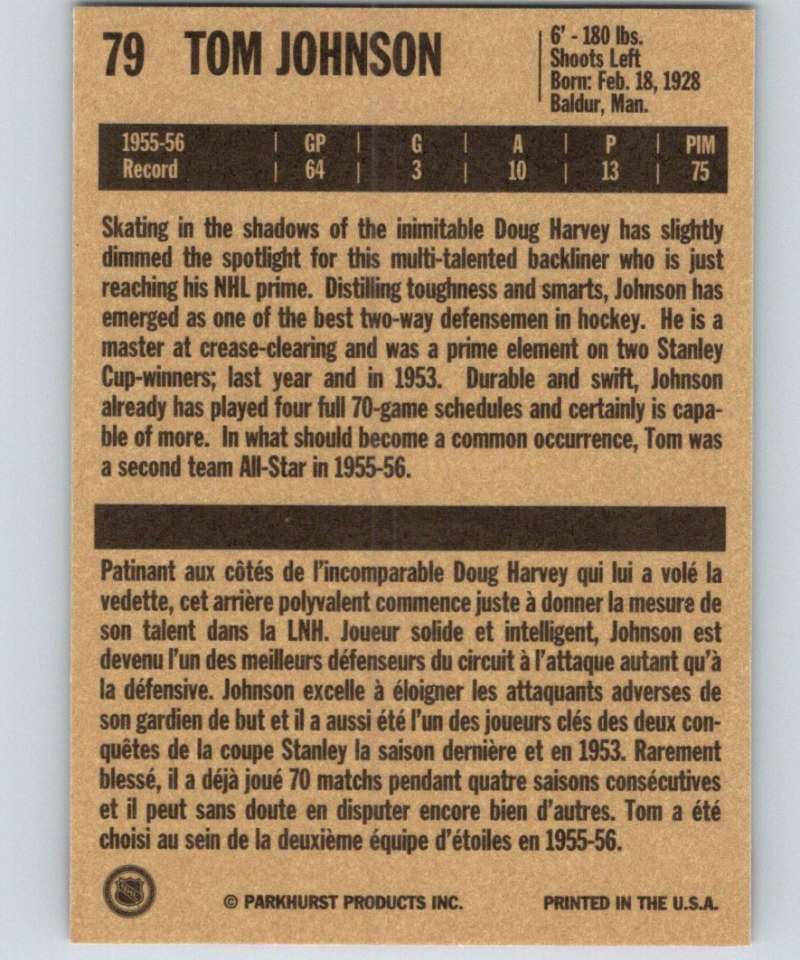 79 TOM JOHNSON
6' - 180 lbs.
Shoots Left
Born: Feb. 18, 1928
Baldur, Man.
1955-56 | GP | G | A | P | PIM
Record | 64 | 3 | 10 | 13 | 75
Skating in the shadows of the inimitable Doug Harvey has slightly
dimmed the spotlight for this multi-talented backliner who is just
reaching his NHL prime. Distilling toughness and smarts, Johnson has
emerged as one of the best two-way defensemen in hockey. He is a
master at crease-clearing and was a prime element on two Stanley
Cup-winners; last year and in 1953. Durable and swift, Johnson
already has played four full 70-game schedules and certainly is capa-
ble of more. In what should become a common occurrence, Tom was
a second team All-Star in 1955-56.
Patinant aux côtés de l'incomparable Doug Harvey qui lui a volé la
vedette, cet arrière polyvalent commence juste à donner la mesure de
son talent dans la LNH. Joueur solide et intelligent, Johnson est
devenu l'un des meilleurs défenseurs du circuit à l'attaque autant qu'à
la défensive. Johnson excelle à éloigner les attaquants adverses de
son gardien de but et il a aussi été l'un des joueurs clés des deux con-
quêtes de la coupe Stanley la saison dernière et en 1953. Rarement
blessé, il a déjà joué 70 matchs pendant quatre saisons consécutives
et il peut sans doute en disputer encore bien d'autres. Tom a été
choisi au sein de la deuxième équipe d'étoiles en 1955-56.
© PARKHURST PRODUCTS INC. PRINTED IN THE U.S.A.